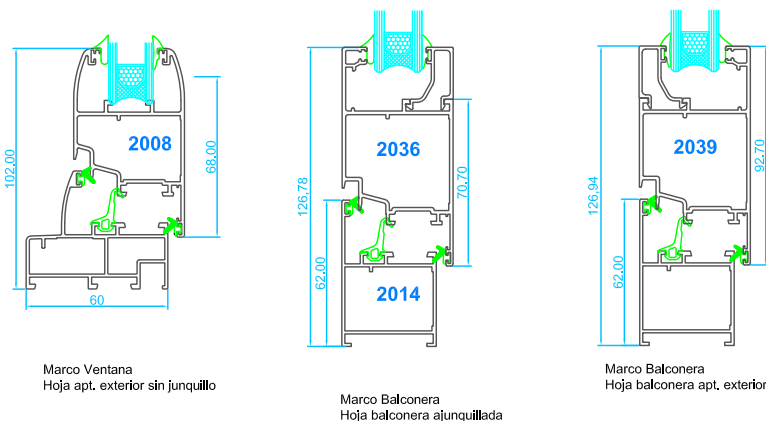 2008
102,00
68,00
60
Marco Ventana
Hoja apt. exterior sin junquillo
2036
2014
126,78
70,70
62,00
Marco Balconera
Hoja balconera ajunquillada
2039
126,94
92,70
62,00
Marco Balconera
Hoja balconera apt. exterior